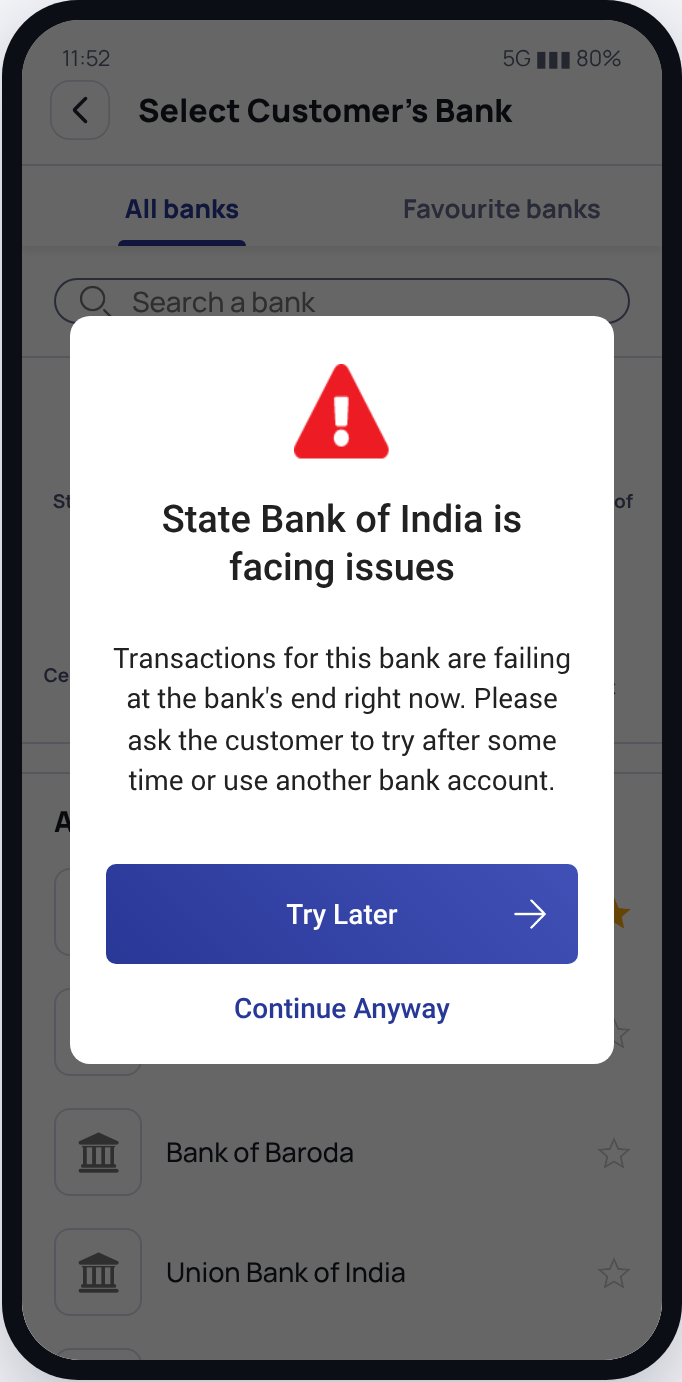 11:52
5G 80%
Select Customer's Bank
All banks
Favourite banks
Search a bank
State Bank of India is
facing issues
of
Transactions for this bank are failing
at the bank's end right now. Please
ask the customer to try after some
time or use another bank account.
Try Later
Continue Anyway
Bank of Baroda
Union Bank of India